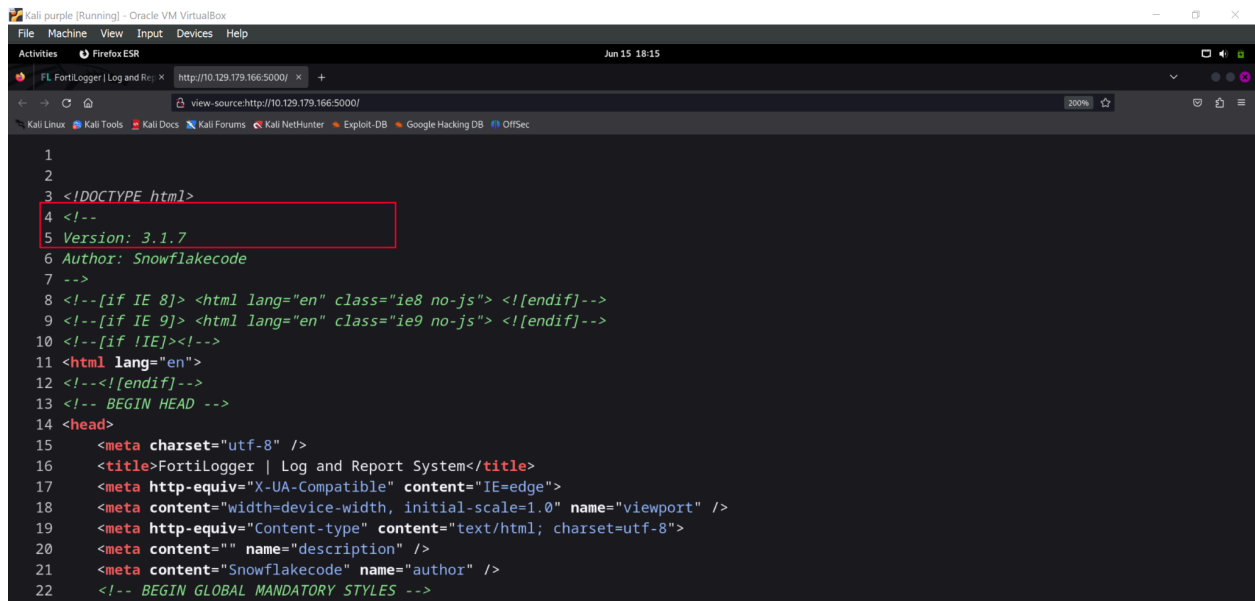 Kali purple [Running] - Oracle VM VirtualBox
File Machine View Input Devices Help
Activities Firefox ESR Jun 15 18:15
FL FortiLogger | Log and Rep × http://10.129.179.166:5000/ × +
view-source:http://10.129.179.166:5000/ 200%
Kali Linux Kali Tools Kali Docs Kali Forums Kali NetHunter Exploit-DB Google Hacking DB OffSec
1
2
3 <!DOCTYPE html>
4 <!--
5 Version: 3.1.7
6 Author: Snowflakecode
7 -->
8 <!--[if IE 8]> <html lang="en" class="ie8 no-js"> <![endif]-->
9 <!--[if IE 9]> <html lang="en" class="ie9 no-js"> <![endif]-->
10 <!--[if !IE]><!-->
11 <html lang="en">
12 <!--<![endif]-->
13 <!-- BEGIN HEAD -->
14 <head>
15 <meta charset="utf-8" />
16 <title>FortiLogger | Log and Report System</title>
17 <meta http-equiv="X-UA-Compatible" content="IE=edge">
18 <meta content="width=device-width, initial-scale=1.0" name="viewport" />
19 <meta http-equiv="Content-type" content="text/html; charset=utf-8">
20 <meta content="" name="description" />
21 <meta content="Snowflakecode" name="author" />
22 <!-- BEGIN GLOBAL MANDATORY STYLES -->